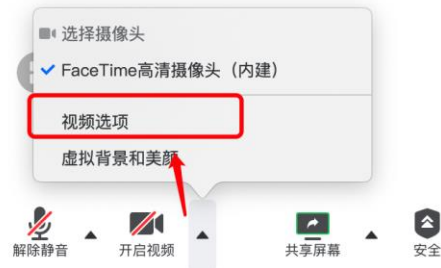 选择摄像头
FaceTime高清摄像头（内建）
视频选项
虚拟背景和美颜
解除静音
开启视频
共享屏幕
安全